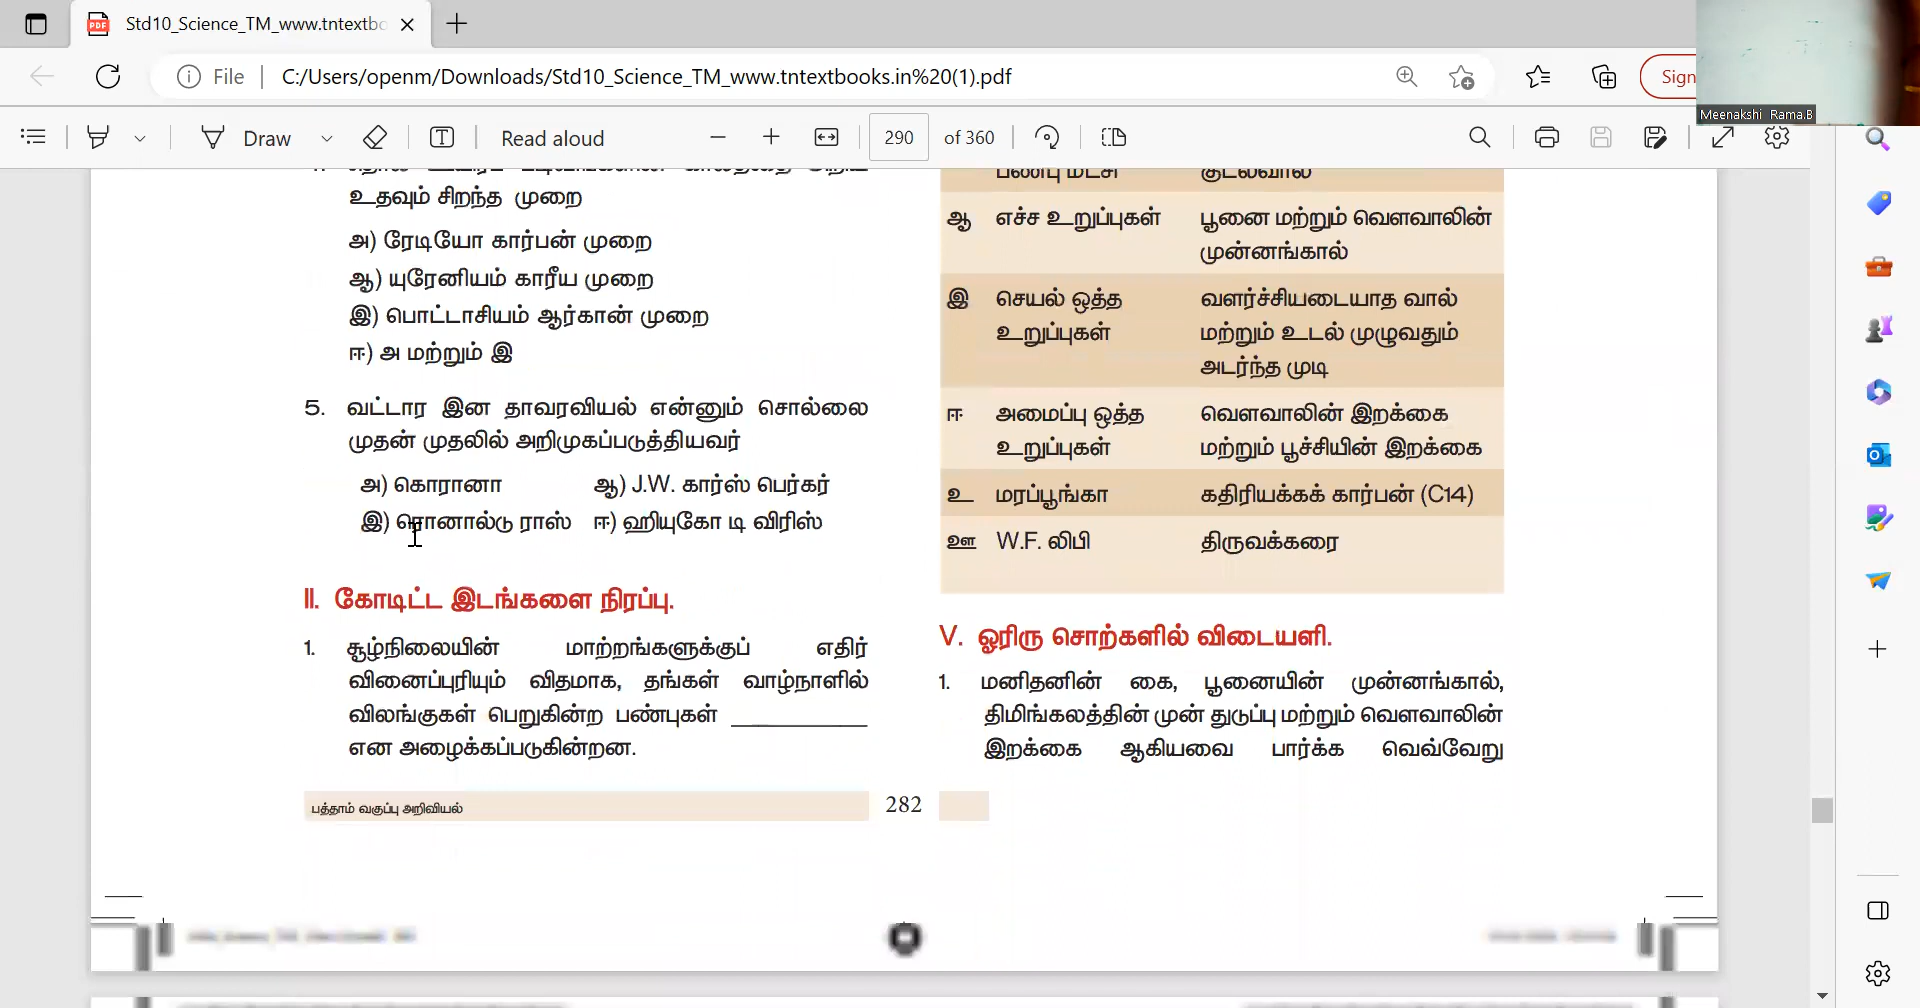 Std10_Science_TM_www.tntextbo
File
C:/Users/openm/Downloads/Std10_Science_TM_www.tntextbooks.in%20(1).pdf
Sign
Meenakshi Rama.B
Draw
Read aloud
290 of 360
உதவும் சிறந்த முறை
அ) ரேடியோ கார்பன் முறை
ஆ) யுரேனியம் காரீய முறை
இ) பொட்டாசியம் ஆர்கான் முறை
ஈ) அ மற்றும் இ
5. வட்டார இன தாவரவியல் என்னும் சொல்லை
முதன் முதலில் அறிமுகப்படுத்தியவர்
அ) கொரானா ஆ) J.W. கார்ஸ் பெர்கர்
இ) ரொனால்டு ராஸ் ஈ) ஹியுகோ டி விரிஸ்
II. கோடிட்ட இடங்களை நிரப்பு.
1. சூழ்நிலையின் மாற்றங்களுக்குப் எதிர்
வினைப்புரியும் விதமாக, தங்கள் வாழ்நாளில்
விலங்குகள் பெறுகின்ற பண்புகள் ____________
என அழைக்கப்படுகின்றன.
பண்பு மீட்சி குடல்வால்
ஆ எச்ச உறுப்புகள் பூனை மற்றும் வெளவாலின்
முன்னங்கால்
இ செயல் ஒத்த வளர்ச்சியடையாத வால்
உறுப்புகள் மற்றும் உடல் முழுவதும்
அடர்ந்த முடி
ஈ அமைப்பு ஒத்த வெளவாலின் இறக்கை
உறுப்புகள் மற்றும் பூச்சியின் இறக்கை
உ மரப்பூங்கா கதிரியக்கக் கார்பன் (C14)
ஊ W.F. லிபி திருவக்கரை
V. ஓரிரு சொற்களில் விடையளி.
1. மனிதனின் கை, பூனையின் முன்னங்கால்,
திமிங்கலத்தின் முன் துடுப்பு மற்றும் வெளவாலின்
இறக்கை ஆகியவை பார்க்க வெவ்வேறு
பத்தாம் வகுப்பு அறிவியல்
282